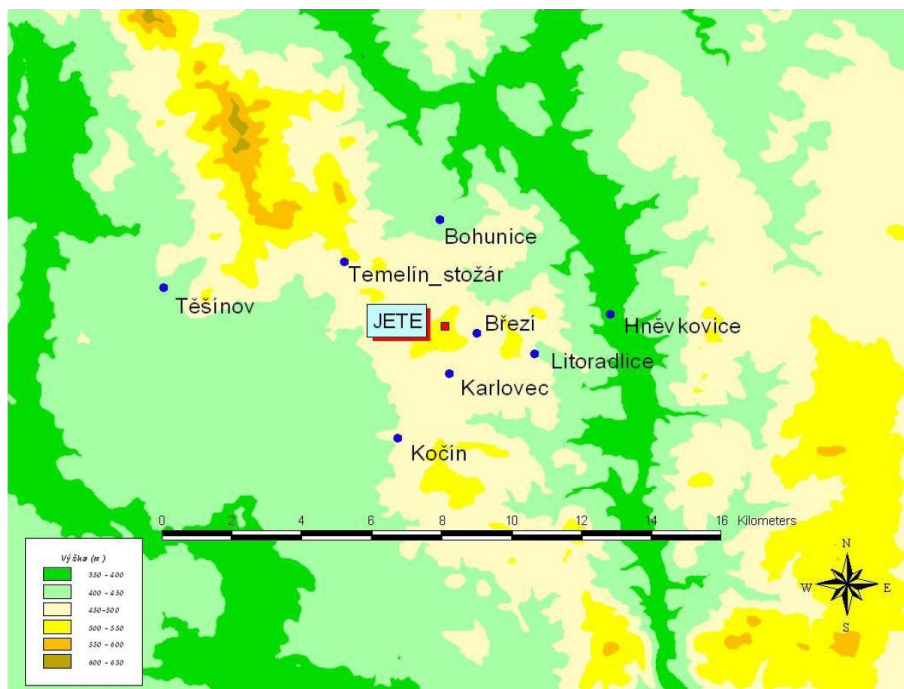 Bohunice
Temelín_stožár
Těšínov
JETE
Březí
Hněvkovice
Litoradlice
Karlovec
Kočín
0 2 4 6 8 10 12 14 16 Kilometers
Výška (m)
350 - 400
400 - 450
450-500
500 - 550
550 - 600
600 - 650
N
W E
S